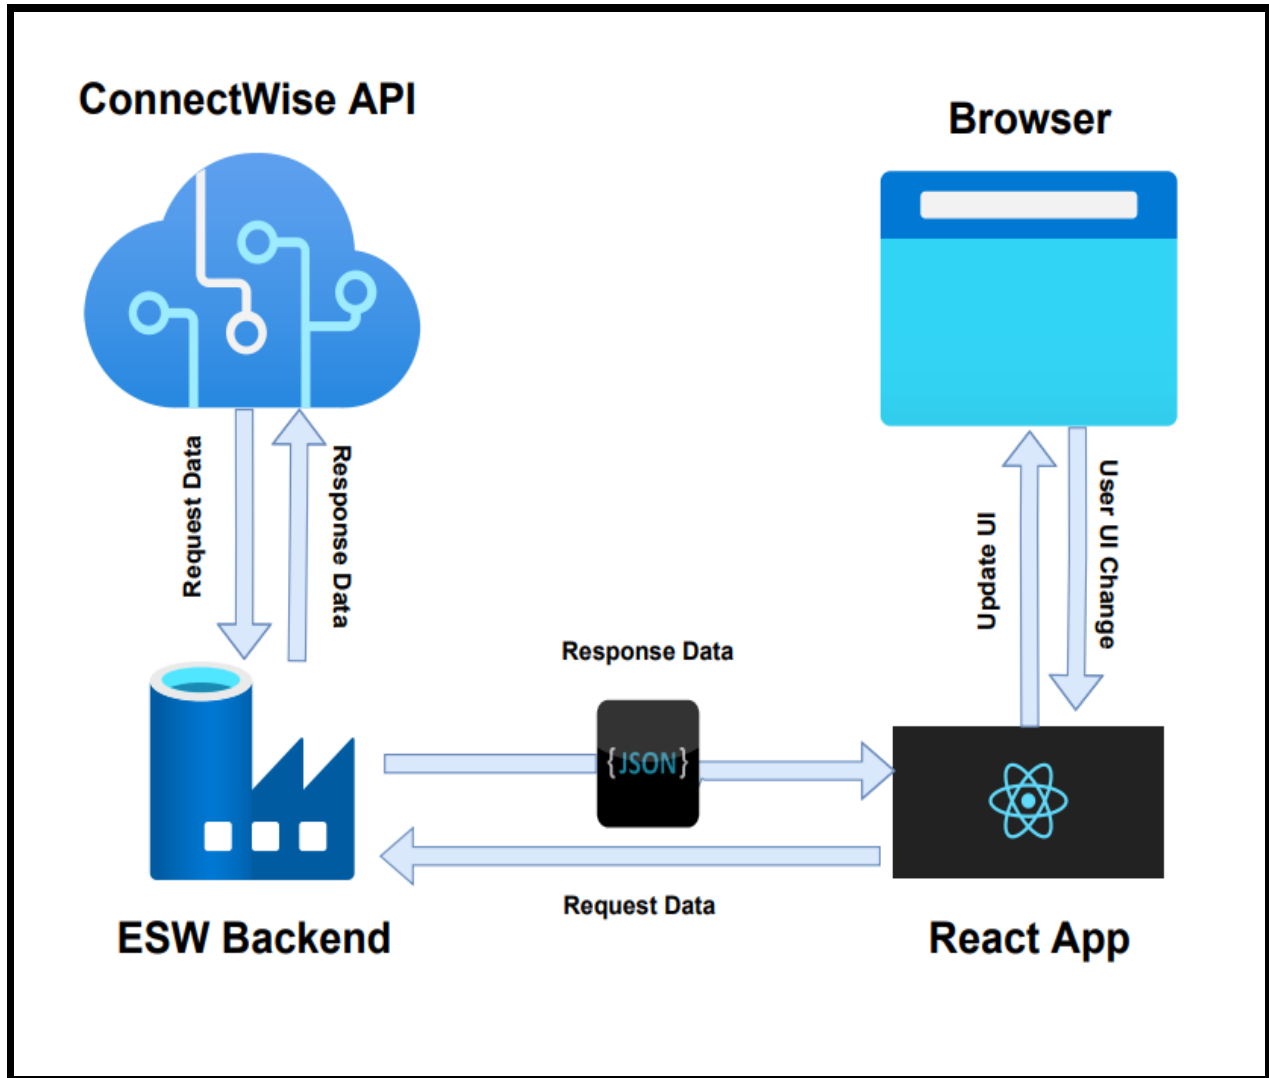 ConnectWise API
Browser
Request Data
Response Data
Update UI
User UI Change
Response Data
{JSON}
Request Data
ESW Backend
React App